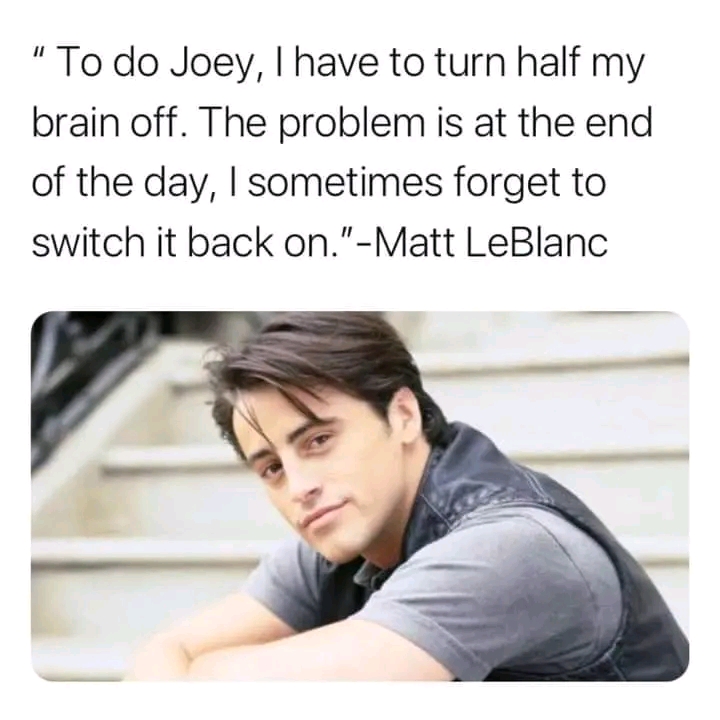 “ To do Joey, I have to turn half my
brain off. The problem is at the end
of the day, I sometimes forget to
switch it back on.”-Matt LeBlanc